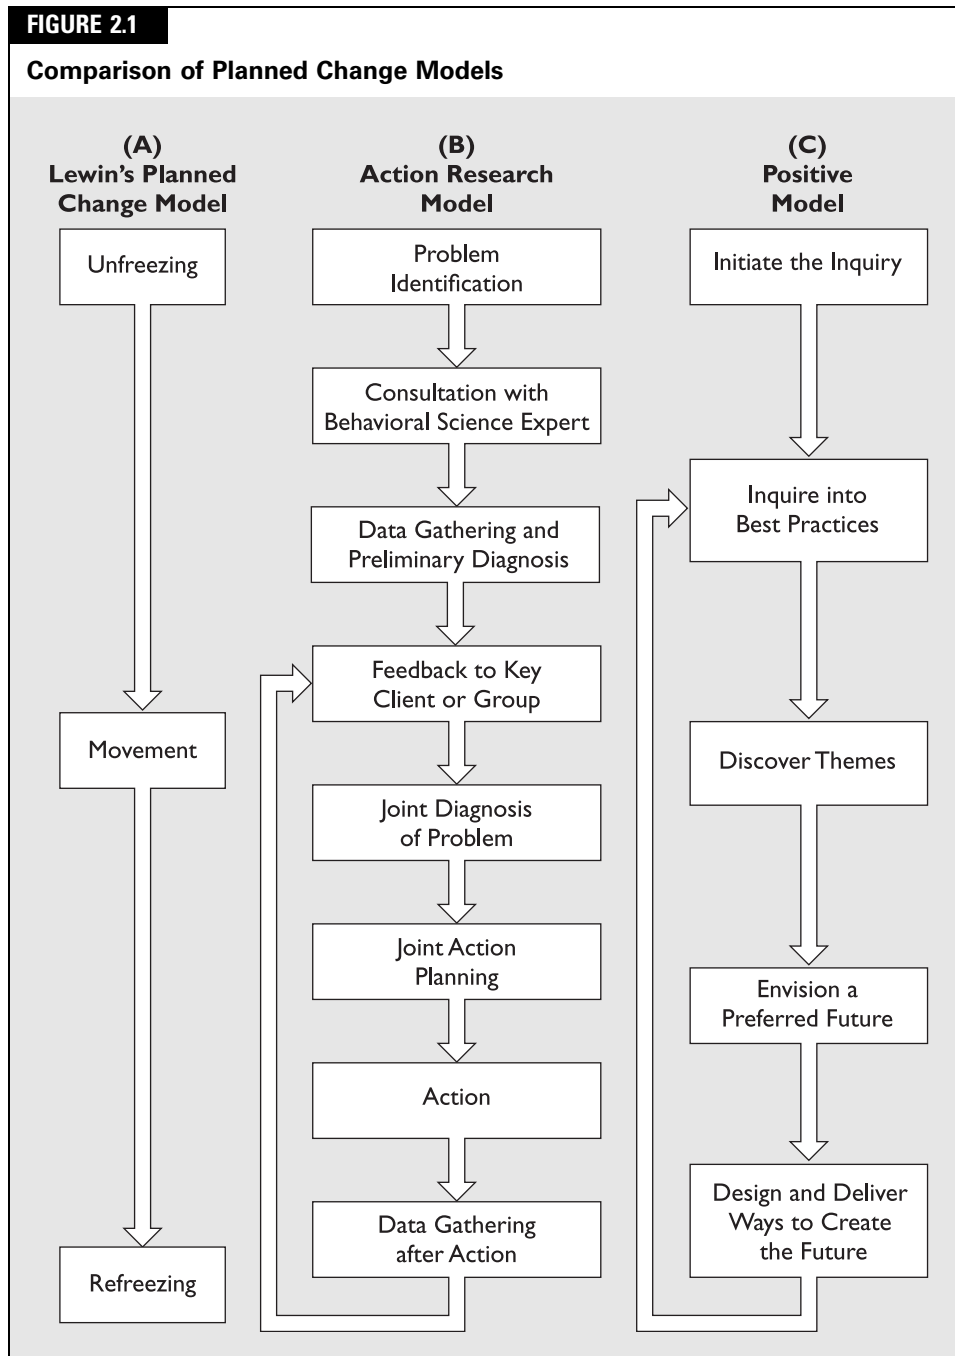 FIGURE 2.1
Comparison of Planned Change Models
(A)
Lewin's Planned
Change Model
Unfreezing
Movement
Refreezing
(B)
Action Research
Model
Problem
Identification
Consultation with
Behavioral Science Expert
Data Gathering and
Preliminary Diagnosis
Feedback to Key
Client or Group
Joint Diagnosis
of Problem
Joint Action
Planning
Action
Data Gathering
after Action
(C)
Positive
Model
Initiate the Inquiry
Inquire into
Best Practices
Discover Themes
Envision a
Preferred Future
Design and Deliver
Ways to Create
the Future